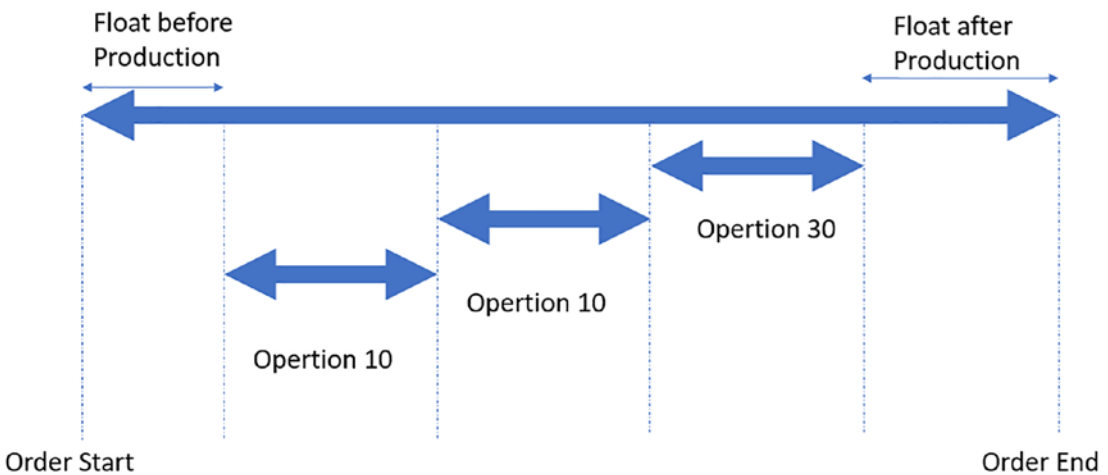 Float before
Production
Float after
Production
Opertion 30
Opertion 10
Opertion 10
Order Start
Order End